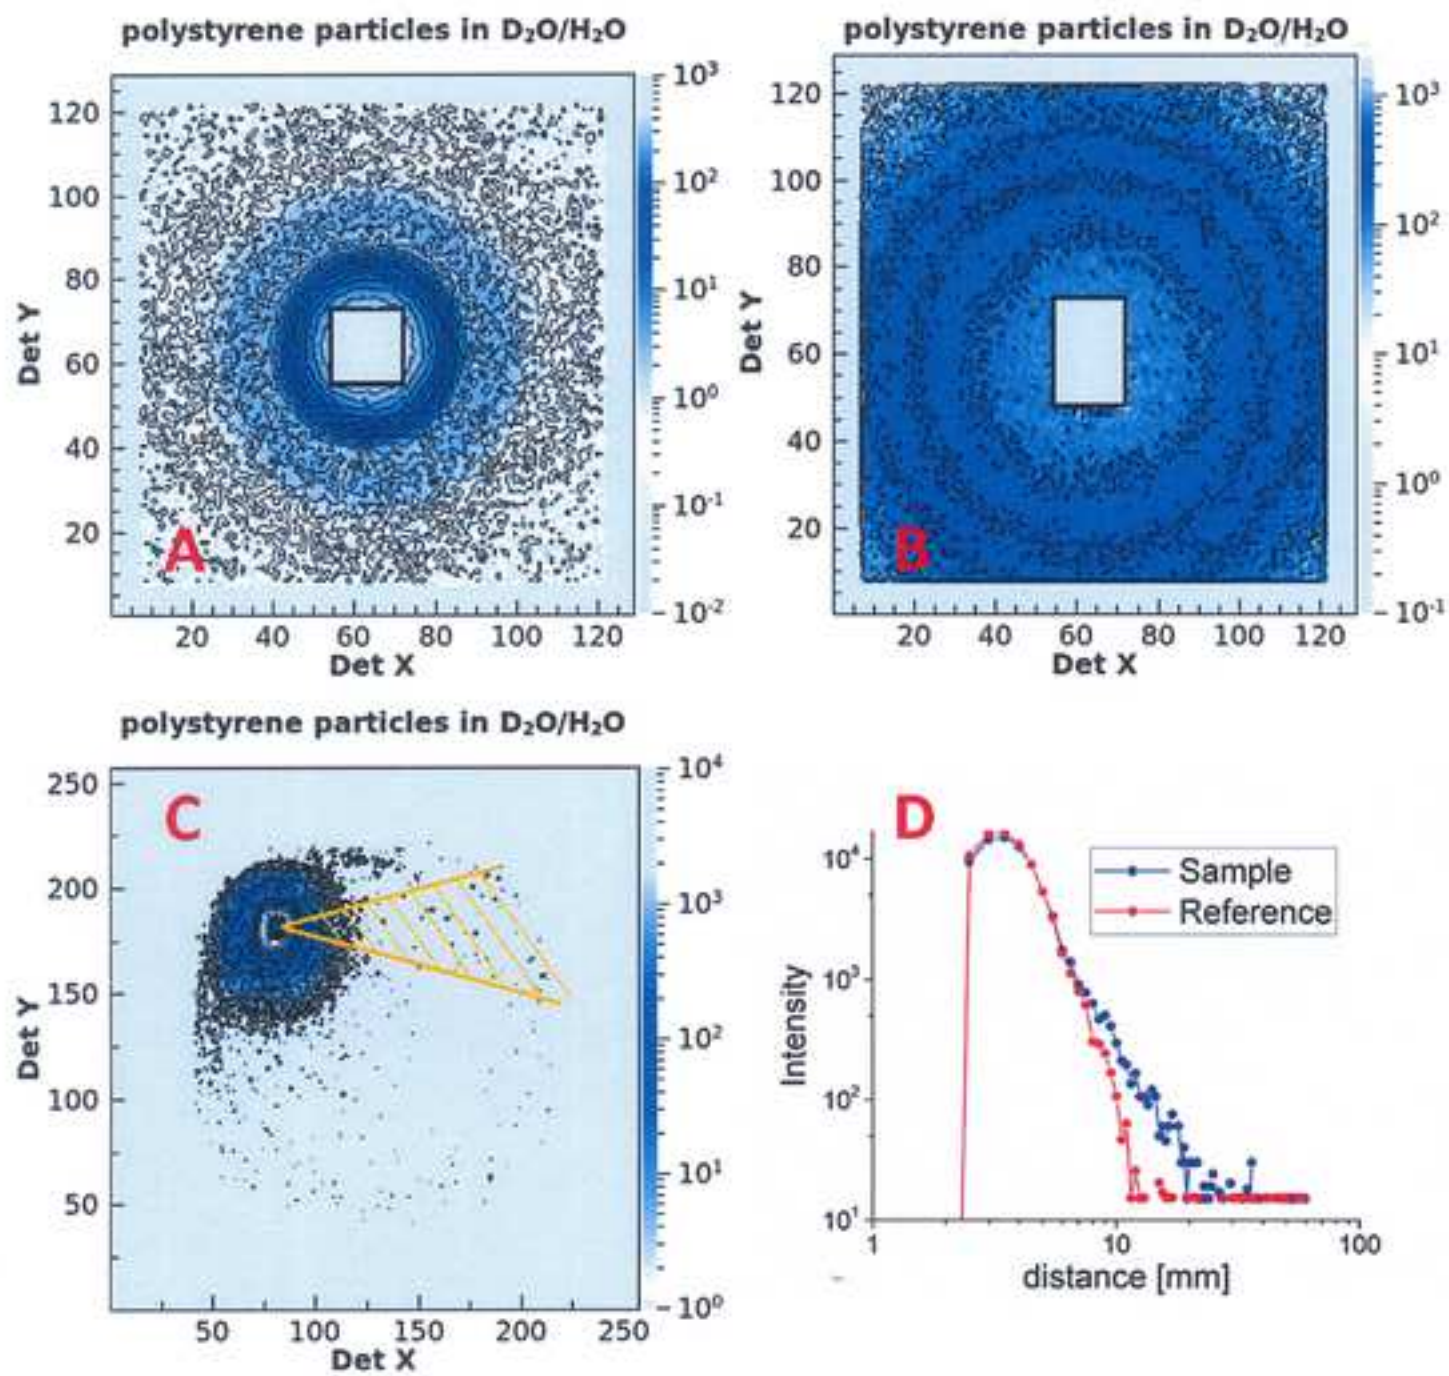 polystyrene particles in D₂O/H₂O
polystyrene particles in D₂O/H₂O
Det Y
120
100
80
60
40
20
A
20 40 60 80 100 120
Det X
10³
10²
10¹
10⁰
10⁻¹
10⁻²
Det Y
120
100
80
60
40
20
B
20 40 60 80 100 120
Det X
10³
10²
10¹
10⁰
10⁻¹
polystyrene particles in D₂O/H₂O
Det Y
250
200
150
100
50
C
50 100 150 200 250
Det X
10⁴
10³
10²
10¹
10⁰
D
Intensity
10⁴
10³
10²
10¹
Sample
Reference
1 10 100
distance [mm]